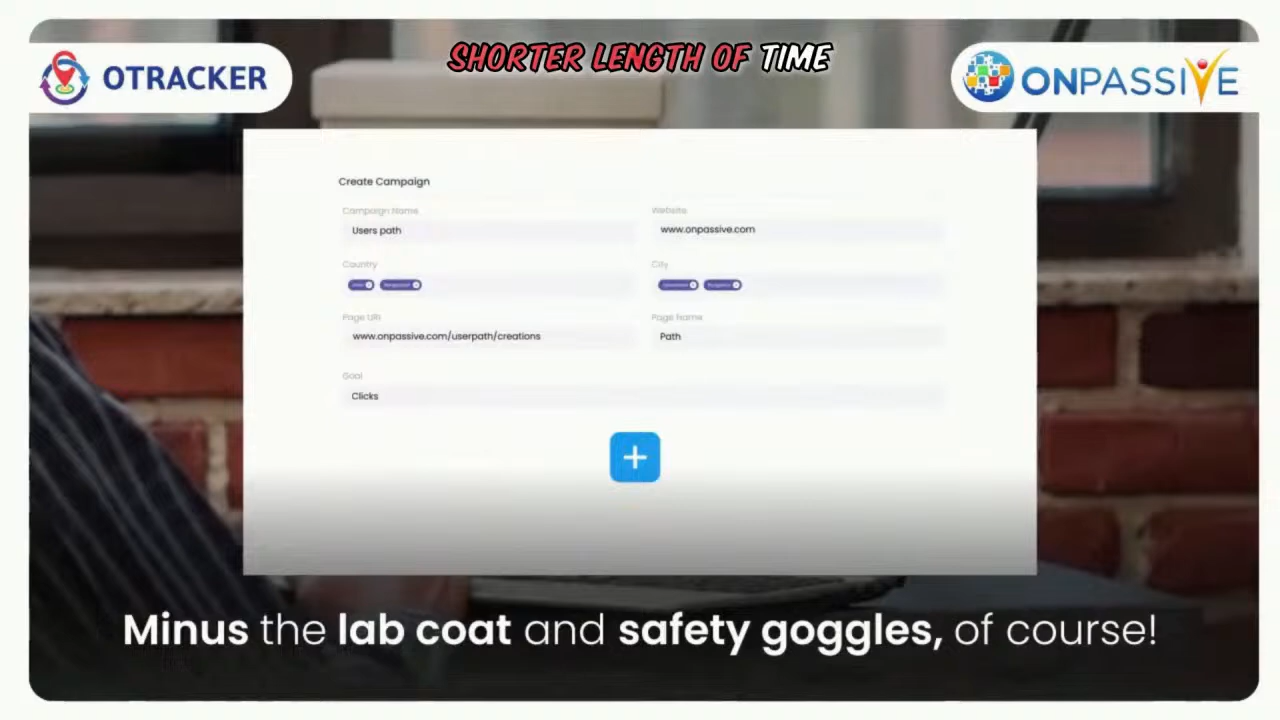 SHORTER LENGTH OF TIME
OTRACKER
ONPASSIVE
Create Campaign
Campaign Name
Website
Users path
www.onpassive.com
Country
City
Page Url
Page Name
www.onpassive.com/userpath/creations
Path
Goal
Clicks
Minus the lab coat and safety goggles, of course!